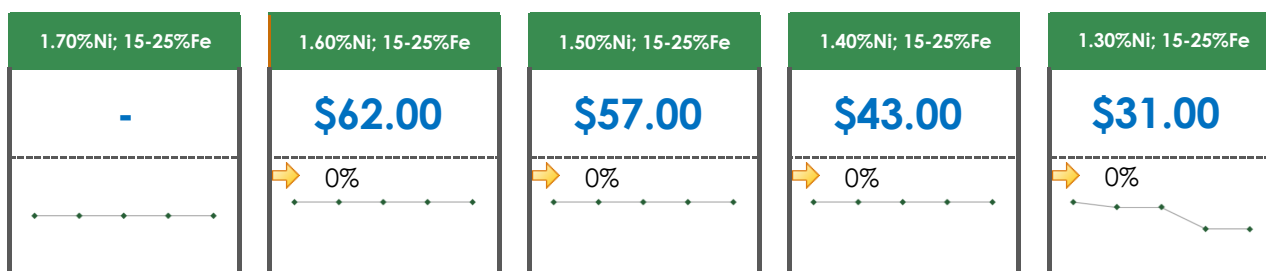 1.70%Ni; 15-25%Fe
-
1.60%Ni; 15-25%Fe
$62.00
0%
1.50%Ni; 15-25%Fe
$57.00
0%
1.40%Ni; 15-25%Fe
$43.00
0%
1.30%Ni; 15-25%Fe
$31.00
0%